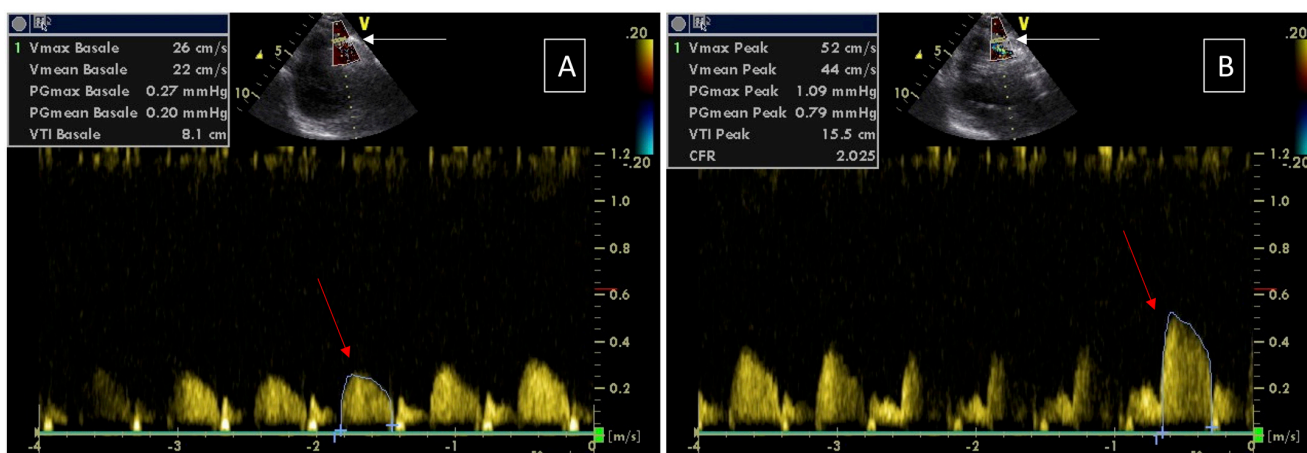 1 Vmax Basale 26 cm/s
Vmean Basale 22 cm/s
PGmax Basale 0.27 mmHg
PGmean Basale 0.20 mmHg
VTI Basale 8.1 cm
V
5
10
A
.20
-.20
1.2
1.0
0.8
0.6
0.4
0.2
[m/s]
-4 -3 -2 -1 0
1 Vmax Peak 52 cm/s
Vmean Peak 44 cm/s
PGmax Peak 1.09 mmHg
PGmean Peak 0.79 mmHg
VTI Peak 15.5 cm
CFR 2.025
V
5
10
B
.20
-.20
1.2
1.0
0.8
0.6
0.4
0.2
[m/s]
-4 -3 -2 -1 0